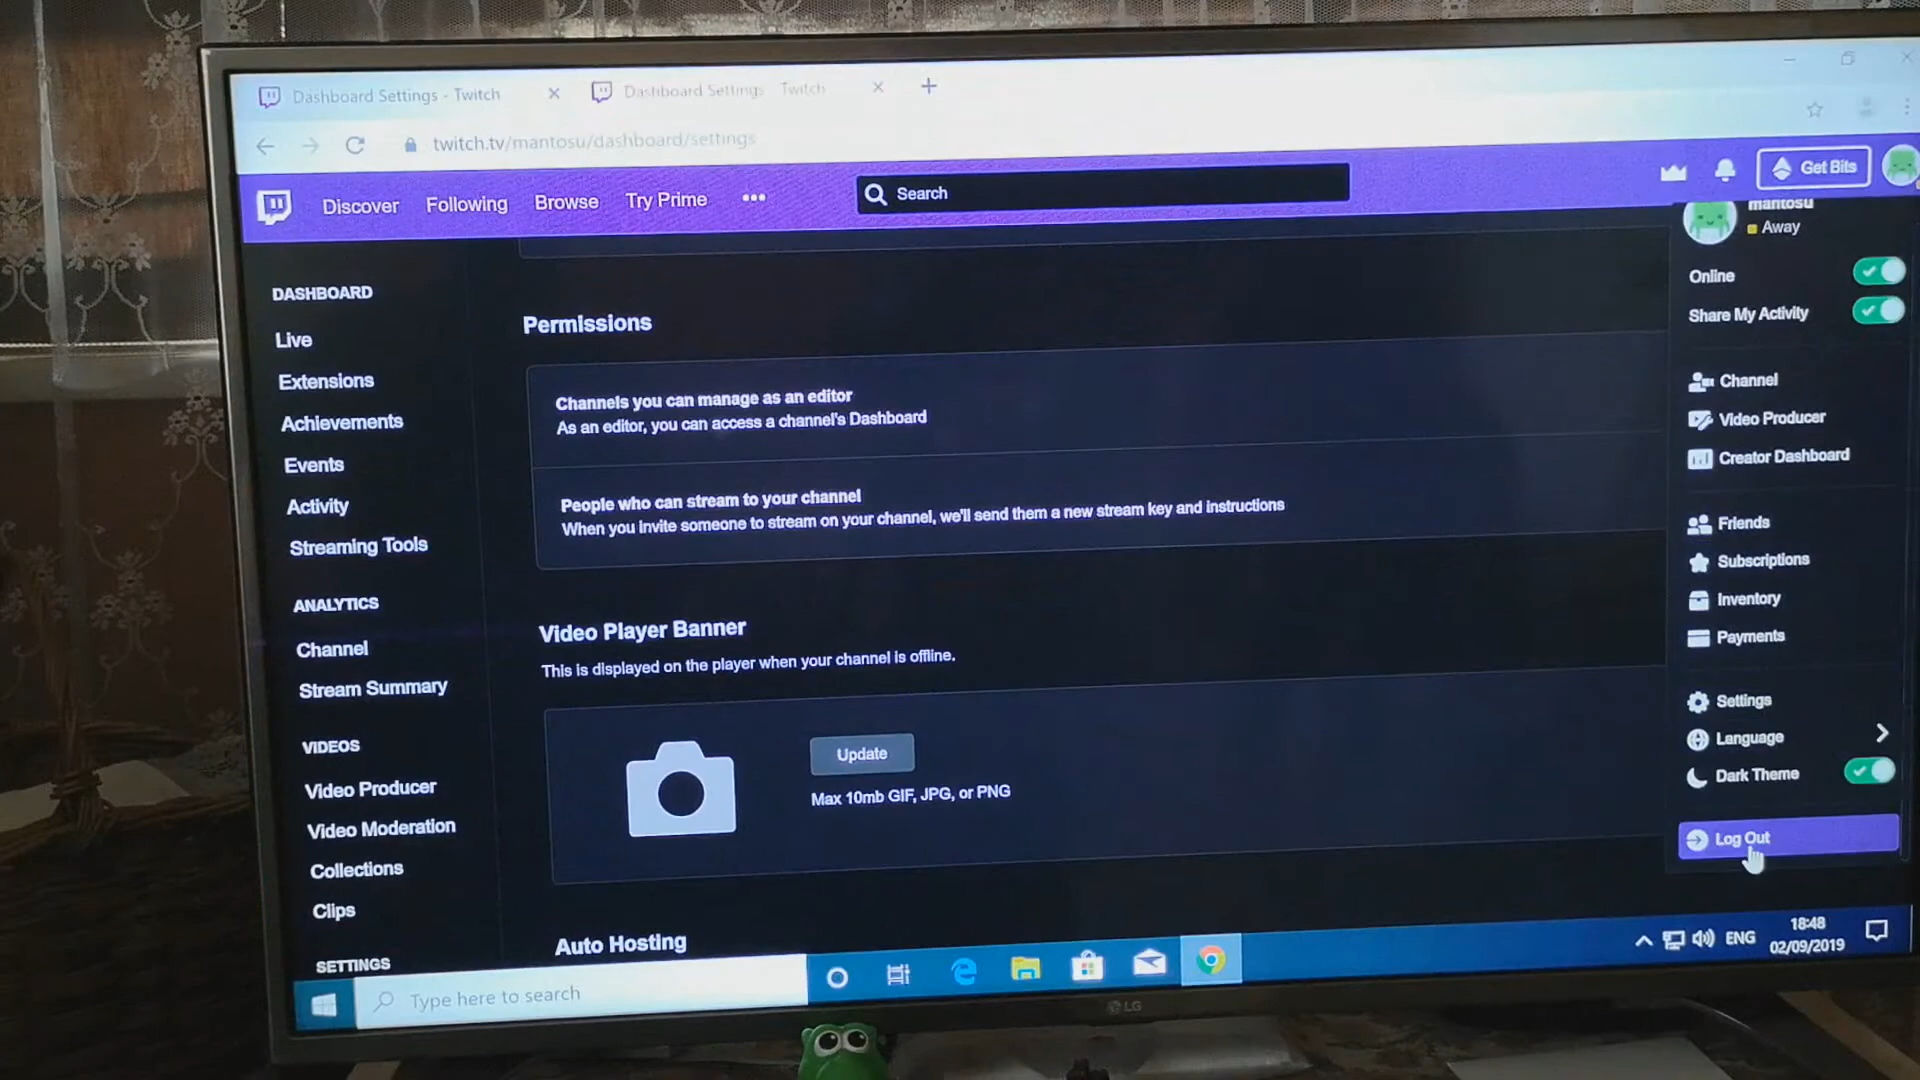 Dashboard Settings - Twitch
Dashboard Settings Twitch
twitch.tv/mantosu/dashboard/settings
Discover Following Browse Try Prime ••• Search Get Bits
mantosu
Away
Online
Share My Activity
Channel
Video Producer
Creator Dashboard
Friends
Subscriptions
Inventory
Payments
Settings
Language
Dark Theme
Log Out
DASHBOARD
Live
Extensions
Achievements
Events
Activity
Streaming Tools
ANALYTICS
Channel
Stream Summary
VIDEOS
Video Producer
Video Moderation
Collections
Clips
SETTINGS
Permissions
Channels you can manage as an editor
As an editor, you can access a channel's Dashboard
People who can stream to your channel
When you invite someone to stream on your channel, we'll send them a new stream key and instructions
Video Player Banner
This is displayed on the player when your channel is offline.
Update
Max 10mb GIF, JPG, or PNG
Auto Hosting
Type here to search
ENG
18:48
02/09/2019
LG